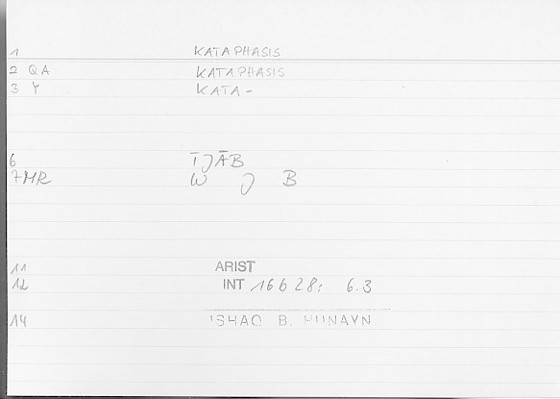 1 KATAPHASIS
2 QA KATAPHASIS
3 Y KATA-
6 ĪJĀB
7MR W J B
11 ARIST
12 INT 16b28; 6.3
14 ISHAQ B. HUNAYN